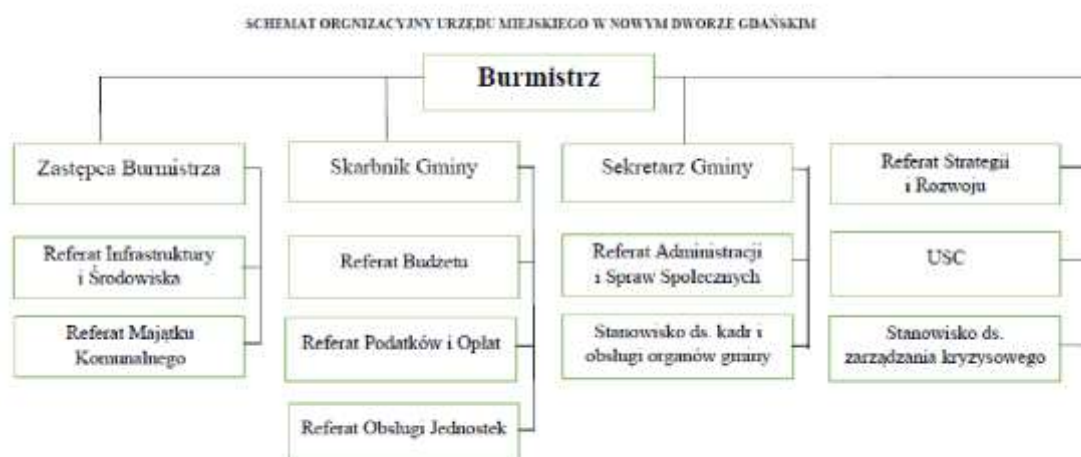 SCHEMAT ORGNIZACYJNY URZĘDU MIEJSKIEGO W NOWYM DWORZE GDAŃSKIM
Burmistrz
Zastępca Burmistrza
Referat Infrastruktury
i Środowiska
Referat Majątku
Komunalnego
Skarbnik Gminy
Referat Budżetu
Referat Podatków i Opłat
Referat Obsługi Jednostek
Sekretarz Gminy
Referat Administracji
i Spraw Społecznych
Stanowisko ds. kadr i
obsługi organów gminy
Referat Strategii
i Rozwoju
USC
Stanowisko ds.
zarządzania kryzysowego